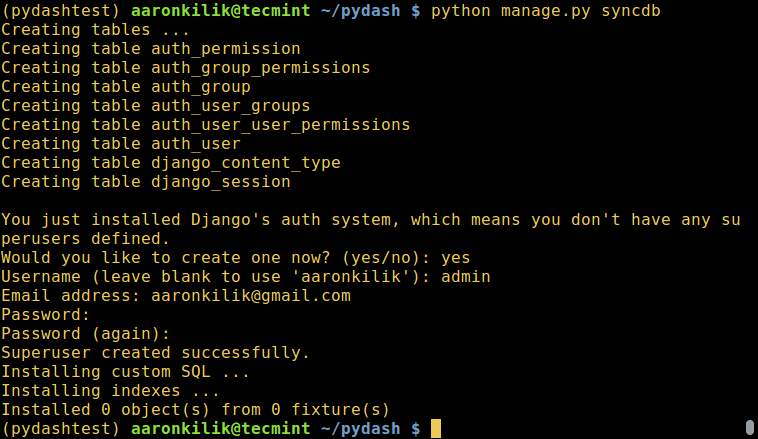 (pydashtest) aaronkilik@tecmint ~/pydash $ python manage.py syncdb
Creating tables ...
Creating table auth_permission
Creating table auth_group_permissions
Creating table auth_group
Creating table auth_user_groups
Creating table auth_user_user_permissions
Creating table auth_user
Creating table django_content_type
Creating table django_session

You just installed Django's auth system, which means you don't have any su
perusers defined.
Would you like to create one now? (yes/no): yes
Username (leave blank to use 'aaronkilik'): admin
Email address: aaronkilik@gmail.com
Password:
Password (again):
Superuser created successfully.
Installing custom SQL ...
Installing indexes ...
Installed 0 object(s) from 0 fixture(s)
(pydashtest) aaronkilik@tecmint ~/pydash $